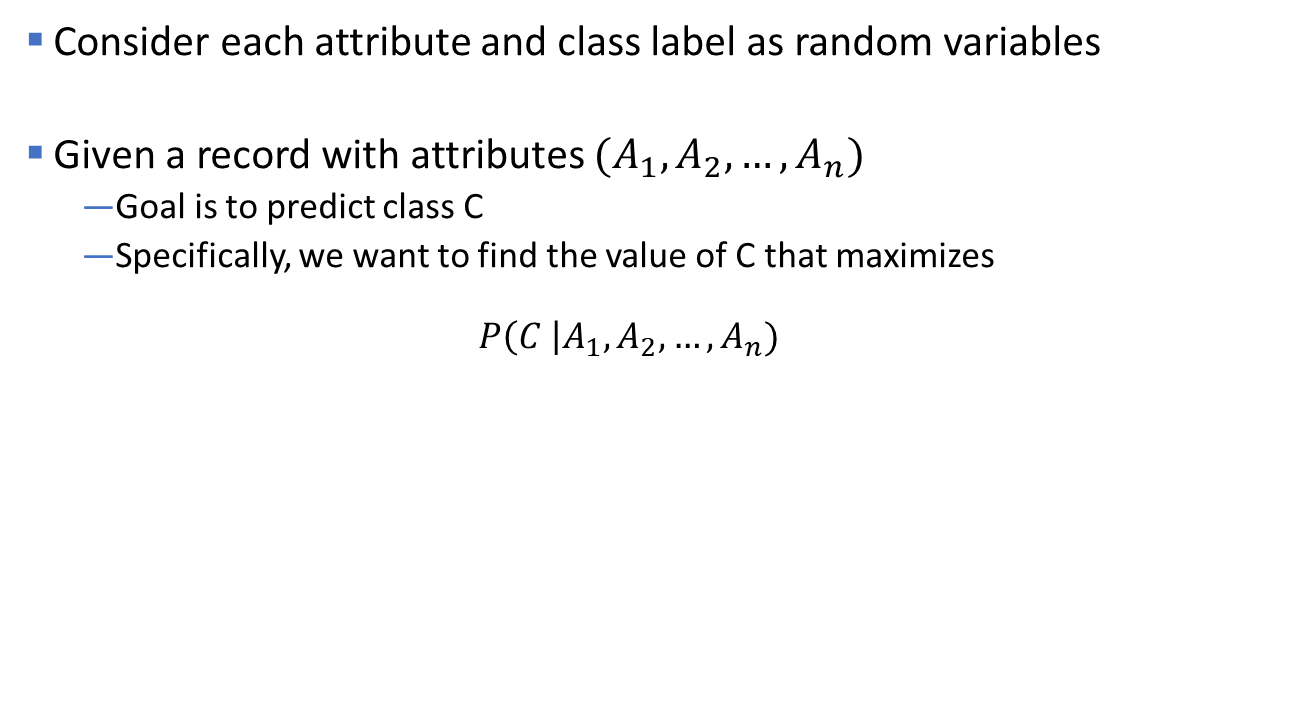 ▪ Consider each attribute and class label as random variables
▪ Given a record with attributes (A₁, A₂, … , Aₙ)
—Goal is to predict class C
—Specifically, we want to find the value of C that maximizes
P(C |A₁, A₂, … , Aₙ)